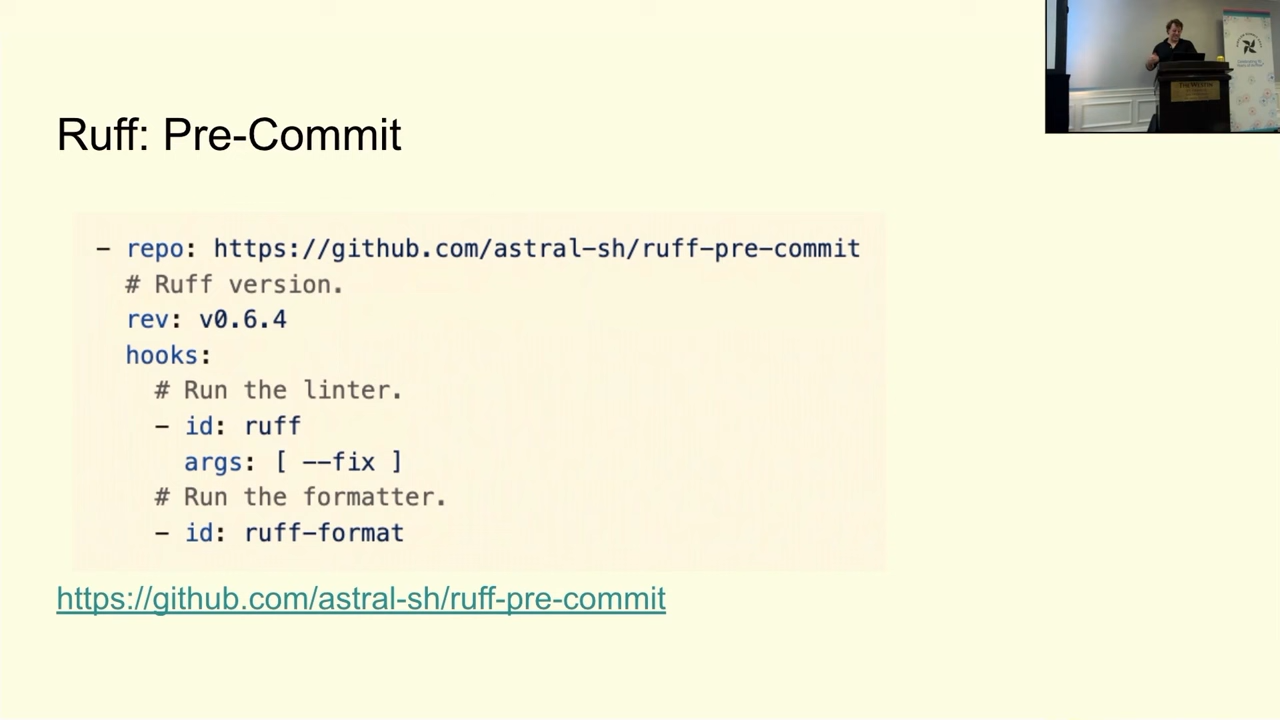 Ruff: Pre-Commit
- repo: https://github.com/astral-sh/ruff-pre-commit
# Ruff version.
rev: v0.6.4
hooks:
# Run the linter.
- id: ruff
args: [ --fix ]
# Run the formatter.
- id: ruff-format
https://github.com/astral-sh/ruff-pre-commit
THE WESTIN